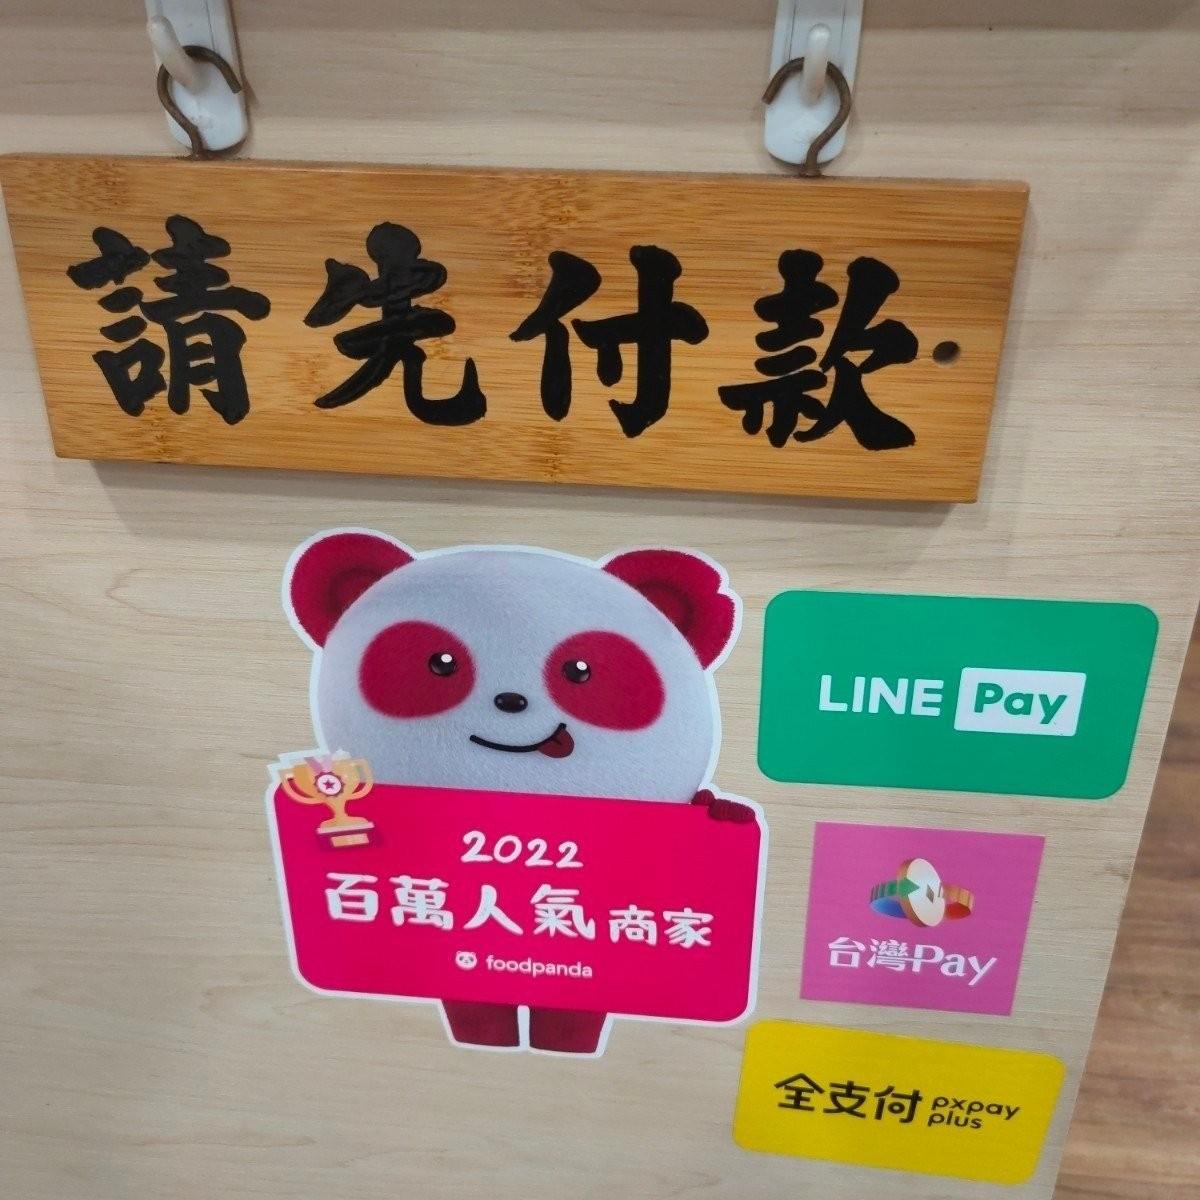 請先付款
2022
百萬人氣商家
foodpanda
LINE Pay
台灣Pay
全支付 pxpay plus